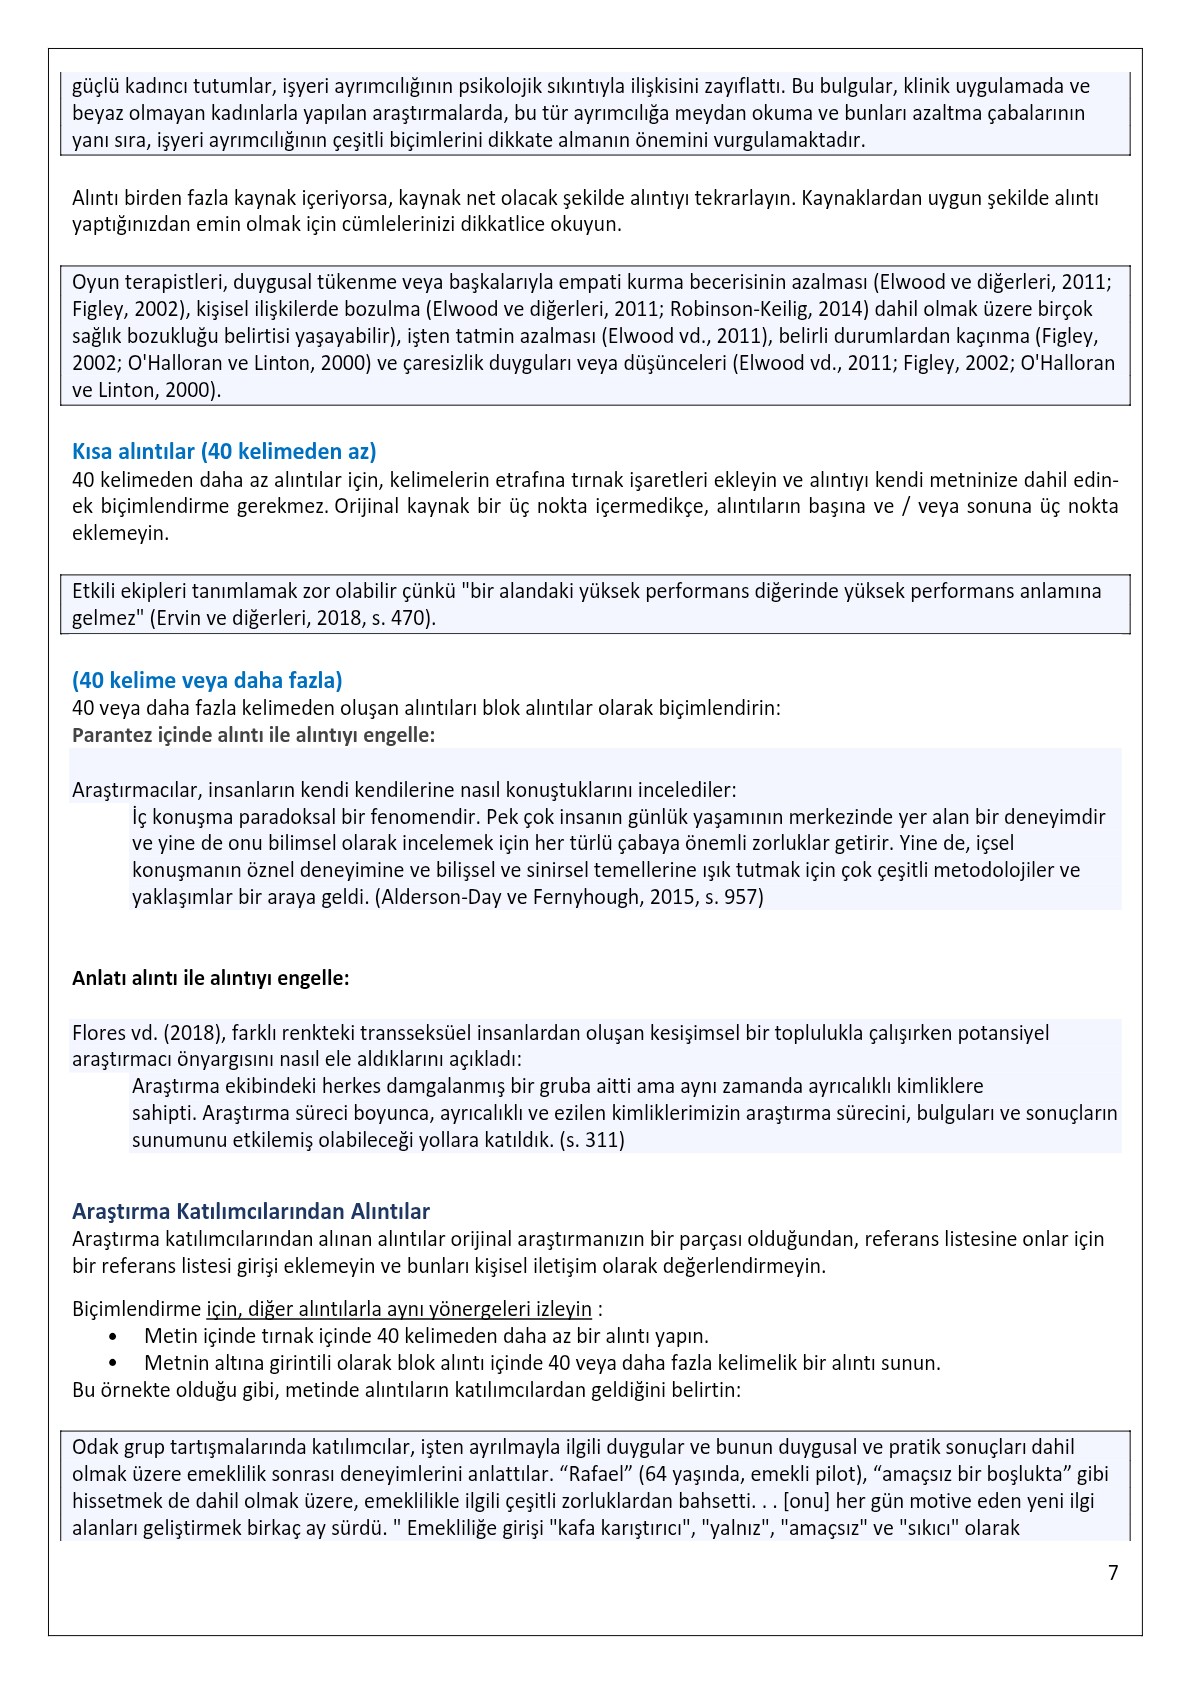 güçlü kadıncı tutumlar, işyeri ayrımcılığının psikolojik sıkıntıyla ilişkisini zayıflattı. Bu bulgular, klinik uygulamada ve
beyaz olmayan kadınlarla yapılan araştırmalarda, bu tür ayrımcılığa meydan okuma ve bunları azaltma çabalarının
yanı sıra, işyeri ayrımcılığının çeşitli biçimlerini dikkate almanın önemini vurgulamaktadır.
Alıntı birden fazla kaynak içeriyorsa, kaynak net olacak şekilde alıntıyı tekrarlayın. Kaynaklardan uygun şekilde alıntı
yaptığınızdan emin olmak için cümlelerinizi dikkatlice okuyun.
Oyun terapistleri, duygusal tükenme veya başkalarıyla empati kurma becerisinin azalması (Elwood ve diğerleri, 2011;
Figley, 2002), kişisel ilişkilerde bozulma (Elwood ve diğerleri, 2011; Robinson-Keilig, 2014) dahil olmak üzere birçok
sağlık bozukluğu belirtisi yaşayabilir), işten tatmin azalması (Elwood vd., 2011), belirli durumlardan kaçınma (Figley,
2002; O'Halloran ve Linton, 2000) ve çaresizlik duyguları veya düşünceleri (Elwood vd., 2011; Figley, 2002; O'Halloran
ve Linton, 2000).
Kısa alıntılar (40 kelimeden az)
40 kelimeden daha az alıntılar için, kelimelerin etrafına tırnak işaretleri ekleyin ve alıntıyı kendi metninize dahil edin-
ek biçimlendirme gerekmez. Orijinal kaynak bir üç nokta içermedikçe, alıntıların başına ve / veya sonuna üç nokta
eklemeyin.
Etkili ekipleri tanımlamak zor olabilir çünkü "bir alandaki yüksek performans diğerinde yüksek performans anlamına
gelmez" (Ervin ve diğerleri, 2018, s. 470).
(40 kelime veya daha fazla)
40 veya daha fazla kelimeden oluşan alıntıları blok alıntılar olarak biçimlendirin:
Parantez içinde alıntı ile alıntıyı engelle:
Araştırmacılar, insanların kendi kendilerine nasıl konuştuklarını incelediler:
İç konuşma paradoksal bir fenomendir. Pek çok insanın günlük yaşamının merkezinde yer alan bir deneyimdir
ve yine de onu bilimsel olarak incelemek için her türlü çabaya önemli zorluklar getirir. Yine de, içsel
konuşmanın öznel deneyimine ve bilişsel ve sinirsel temellerine ışık tutmak için çok çeşitli metodolojiler ve
yaklaşımlar bir araya geldi. (Alderson-Day ve Fernyhough, 2015, s. 957)
Anlatı alıntı ile alıntıyı engelle:
Flores vd. (2018), farklı renkteki transseksüel insanlardan oluşan kesişimsel bir toplulukla çalışırken potansiyel
araştırmacı önyargısını nasıl ele aldıklarını açıkladı:
Araştırma ekibindeki herkes damgalanmış bir gruba aitti ama aynı zamanda ayrıcalıklı kimliklere
sahipti. Araştırma süreci boyunca, ayrıcalıklı ve ezilen kimliklerimizin araştırma sürecini, bulguları ve sonuçların
sunumunu etkilemiş olabileceği yollara katıldık. (s. 311)
Araştırma Katılımcılarından Alıntılar
Araştırma katılımcılarından alınan alıntılar orijinal araştırmanızın bir parçası olduğundan, referans listesine onlar için
bir referans listesi girişi eklemeyin ve bunları kişisel iletişim olarak değerlendirmeyin.
Biçimlendirme için, diğer alıntılarla aynı yönergeleri izleyin :
• Metin içinde tırnak içinde 40 kelimeden daha az bir alıntı yapın.
• Metnin altına girintili olarak blok alıntı içinde 40 veya daha fazla kelimelik bir alıntı sunun.
Bu örnekte olduğu gibi, metinde alıntıların katılımcılardan geldiğini belirtin:
Odak grup tartışmalarında katılımcılar, işten ayrılmayla ilgili duygular ve bunun duygusal ve pratik sonuçları dahil
olmak üzere emeklilik sonrası deneyimlerini anlattılar. “Rafael” (64 yaşında, emekli pilot), “amaçsız bir boşlukta” gibi
hissetmek de dahil olmak üzere, emeklilikle ilgili çeşitli zorluklardan bahsetti. . . [onu] her gün motive eden yeni ilgi
alanları geliştirmek birkaç ay sürdü. " Emekliliğe girişi "kafa karıştırıcı", "yalnız", "amaçsız" ve "sıkıcı" olarak
7